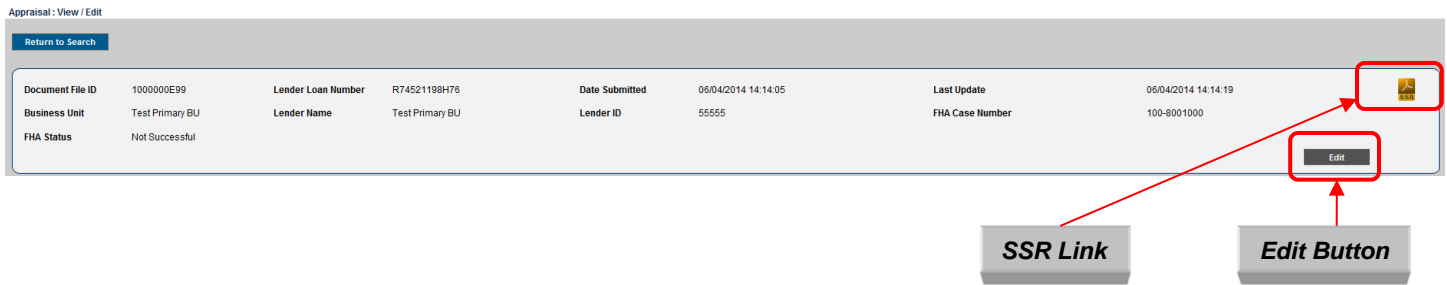 Appraisal: View / Edit
Return to Search
Document File ID 1000000E99 Lender Loan Number R74521198H76 Date Submitted 06/04/2014 14:14:05 Last Update 06/04/2014 14:14:19
SSR
Business Unit Test Primary BU Lender Name Test Primary BU Lender ID 55555 FHA Case Number 100-8001000
FHA Status Not Successful
Edit
SSR Link Edit Button